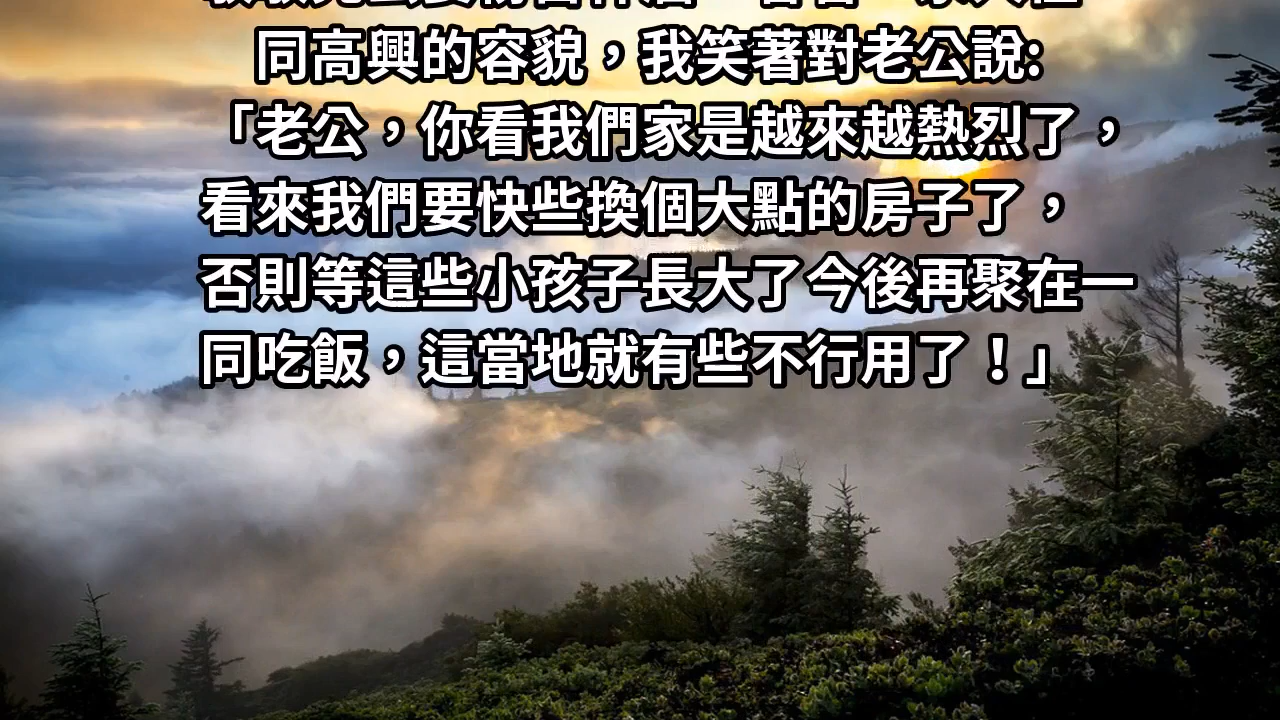 同高興的容貌，我笑著對老公說:
「老公，你看我們家是越來越熱烈了，
看來我們要快些換個大點的房子了，
否則等這些小孩子長大了今後再聚在一
同吃飯，這當地就有些不行用了！」